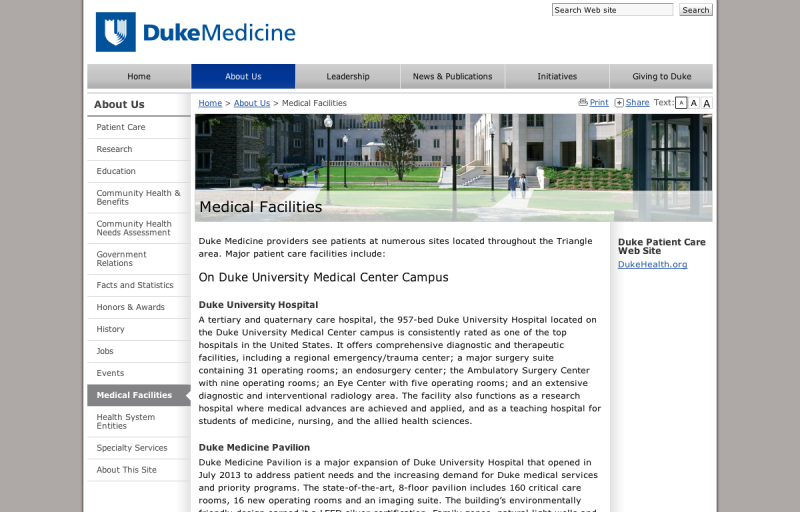 Search Web site
Search
DukeMedicine
Home
About Us
Leadership
News & Publications
Initiatives
Giving to Duke
About Us
Patient Care
Research
Education
Community Health &
Benefits
Community Health
Needs Assessment
Government
Relations
Facts and Statistics
Honors & Awards
History
Jobs
Events
Medical Facilities
Health System
Entities
Specialty Services
About This Site
Home > About Us > Medical Facilities
Print
Share
Text: A A A
Medical Facilities
Duke Medicine providers see patients at numerous sites located throughout the Triangle
area. Major patient care facilities include:
On Duke University Medical Center Campus
Duke University Hospital
A tertiary and quaternary care hospital, the 957-bed Duke University Hospital located on
the Duke University Medical Center campus is consistently rated as one of the top
hospitals in the United States. It offers comprehensive diagnostic and therapeutic
facilities, including a regional emergency/trauma center; a major surgery suite
containing 31 operating rooms; an endosurgery center; the Ambulatory Surgery Center
with nine operating rooms; an Eye Center with five operating rooms; and an extensive
diagnostic and interventional radiology area. The facility also functions as a research
hospital where medical advances are achieved and applied, and as a teaching hospital for
students of medicine, nursing, and the allied health sciences.
Duke Medicine Pavilion
Duke Medicine Pavilion is a major expansion of Duke University Hospital that opened in
July 2013 to address patient needs and the increasing demand for Duke medical services
and priority programs. The state-of-the-art, 8-floor pavilion includes 160 critical care
rooms, 16 new operating rooms and an imaging suite. The building's environmentally
friendly design earned it a LEED silver certification. Family space, natural light wells and
Duke Patient Care
Web Site
DukeHealth.org